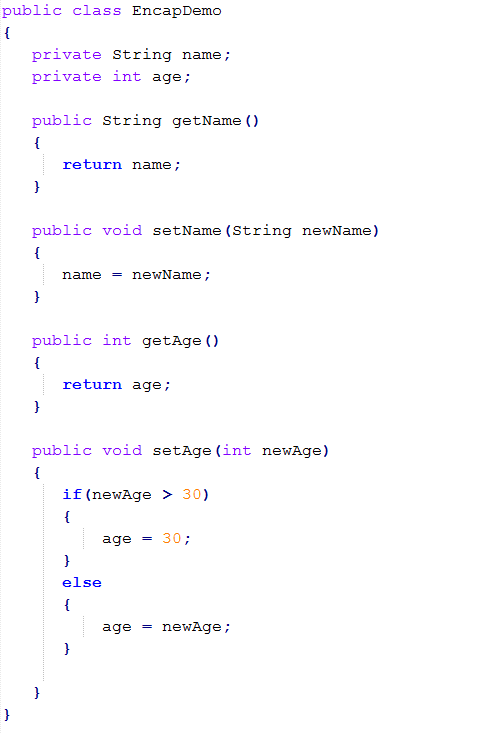 public class EncapDemo
{
private String name;
private int age;
public String getName()
{
return name;
}
public void setName(String newName)
{
name = newName;
}
public int getAge()
{
return age;
}
public void setAge(int newAge)
{
if(newAge > 30)
{
age = 30;
}
else
{
age = newAge;
}
}
}